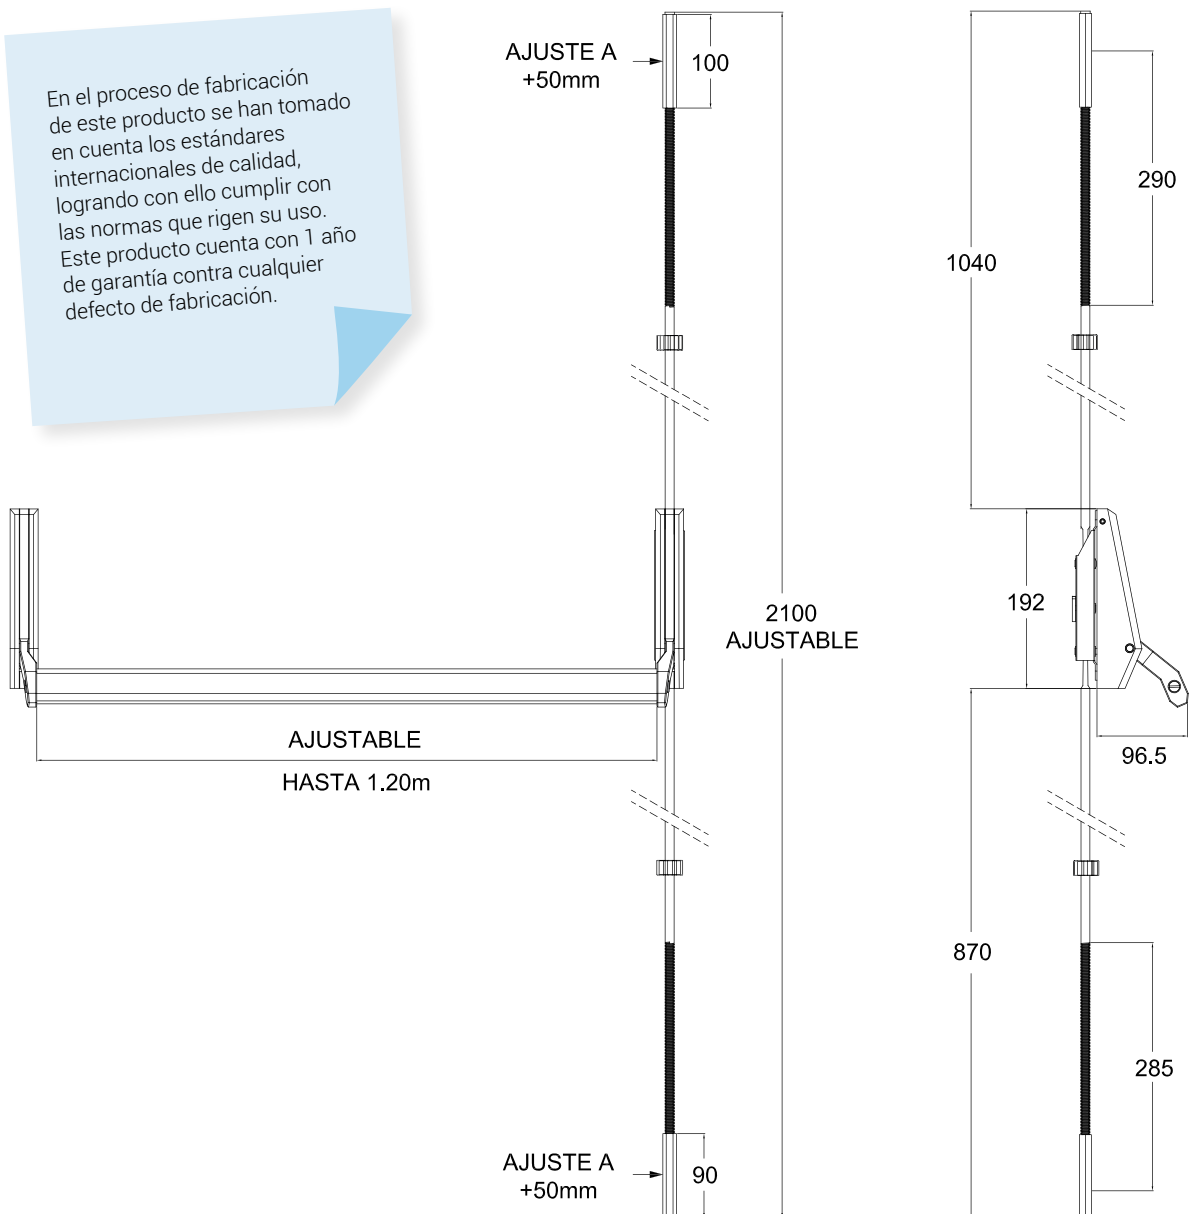 En el proceso de fabricación
de este producto se han tomado
en cuenta los estándares
internacionales de calidad,
logrando con ello cumplir con
las normas que rigen su uso.
Este producto cuenta con 1 año
de garantía contra cualquier
defecto de fabricación.
AJUSTE A
+50mm
100
290
1040
192
2100
AJUSTABLE
AJUSTABLE
HASTA 1.20m
96.5
870
285
AJUSTE A
+50mm
90